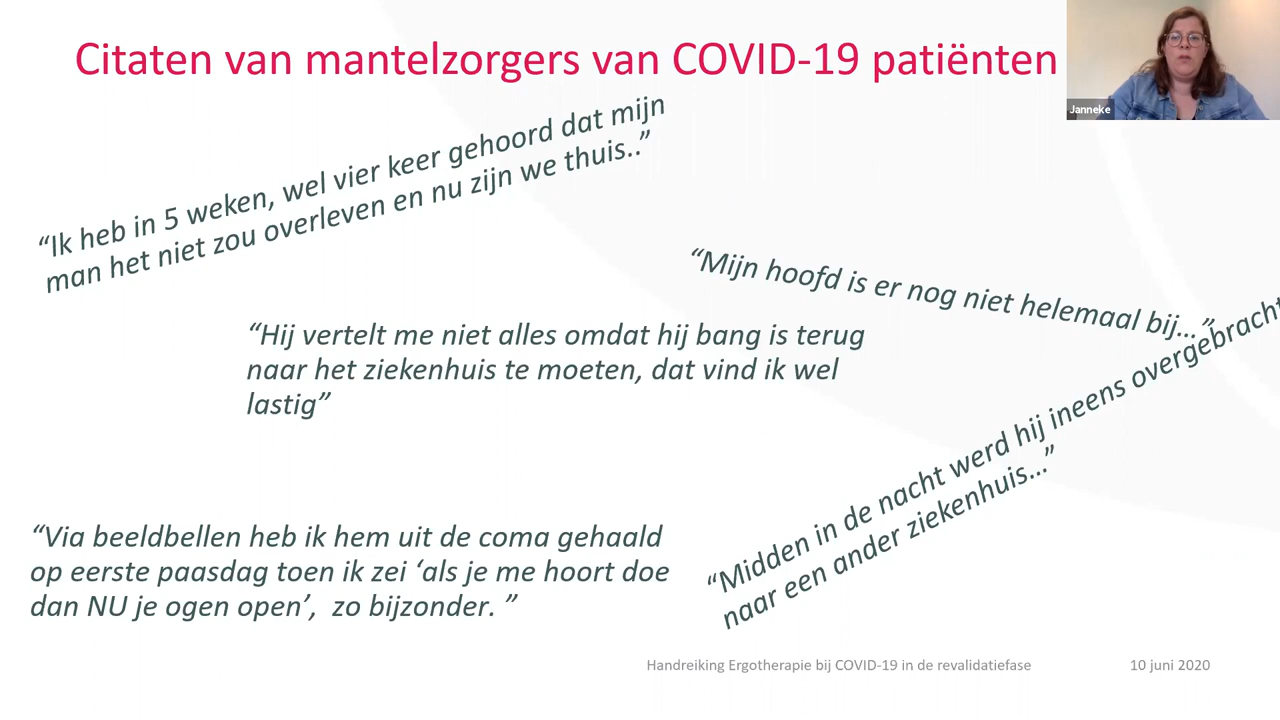 Citaten van mantelzorgers van COVID-19 patiënten
Janneke
“Ik heb in 5 weken, wel vier keer gehoord dat mijn
man het niet zou overleven en nu zijn we thuis..”
“Mijn hoofd is er nog niet helemaal bij...”
“Hij vertelt me niet alles omdat hij bang is terug
naar het ziekenhuis te moeten, dat vind ik wel
lastig”
“Midden in de nacht werd hij ineens overgebracht
naar een ander ziekenhuis...”
“Via beeldbellen heb ik hem uit de coma gehaald
op eerste paasdag toen ik zei ‘als je me hoort doe
dan NU je ogen open’,  zo bijzonder. ”
Handreiking Ergotherapie bij COVID-19 in de revalidatiefase
10 juni 2020